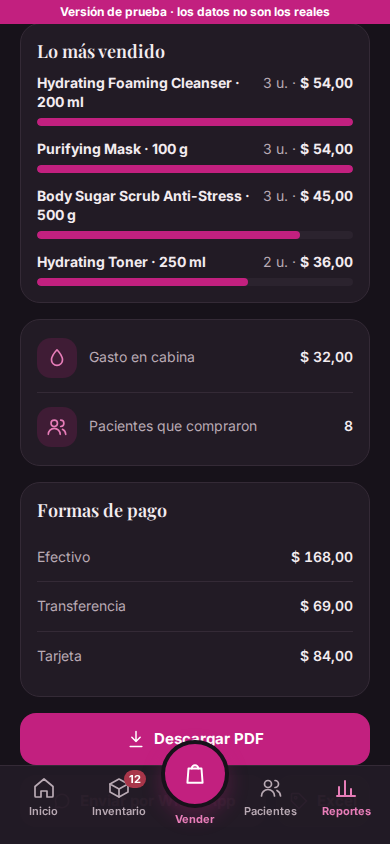 Versión de prueba · los datos no son los reales
Lo más vendido
Hydrating Foaming Cleanser · 3 u. · $ 54,00
200 ml
Purifying Mask · 100 g 3 u. · $ 54,00
Body Sugar Scrub Anti-Stress · 3 u. · $ 45,00
500 g
Hydrating Toner · 250 ml 2 u. · $ 36,00
Gasto en cabina $ 32,00
Pacientes que compraron 8
Formas de pago
Efectivo $ 168,00
Transferencia $ 69,00
Tarjeta $ 84,00
Descargar PDF
12
Inicio Inventario Vender Pacientes Reportes